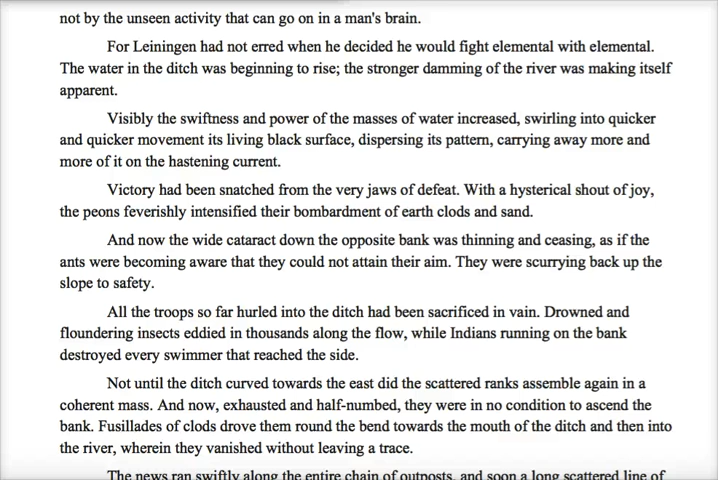 not by the unseen activity that can go on in a man's brain.
For Leiningen had not erred when he decided he would fight elemental with elemental.
The water in the ditch was beginning to rise; the stronger damming of the river was making itself
apparent.
Visibly the swiftness and power of the masses of water increased, swirling into quicker
and quicker movement its living black surface, dispersing its pattern, carrying away more and
more of it on the hastening current.
Victory had been snatched from the very jaws of defeat. With a hysterical shout of joy,
the peons feverishly intensified their bombardment of earth clods and sand.
And now the wide cataract down the opposite bank was thinning and ceasing, as if the
ants were becoming aware that they could not attain their aim. They were scurrying back up the
slope to safety.
All the troops so far hurled into the ditch had been sacrificed in vain. Drowned and
floundering insects eddied in thousands along the flow, while Indians running on the bank
destroyed every swimmer that reached the side.
Not until the ditch curved towards the east did the scattered ranks assemble again in a
coherent mass. And now, exhausted and half-numbed, they were in no condition to ascend the
bank. Fusillades of clods drove them round the bend towards the mouth of the ditch and then into
the river, wherein they vanished without leaving a trace.
The news ran swiftly along the entire chain of outposts, and soon a long scattered line of